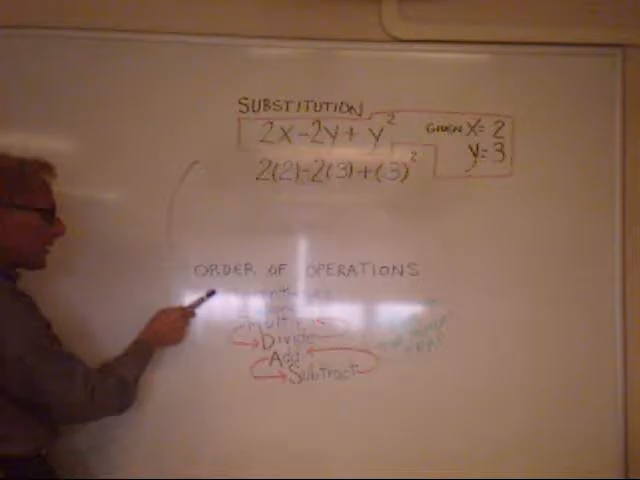 SUBSTITUTION
2x-2y+y² GIVEN x=2
y=3
2(2)-2(3)+(3)²
ORDER OF OPERATIONS
Divide
Add
Subtract